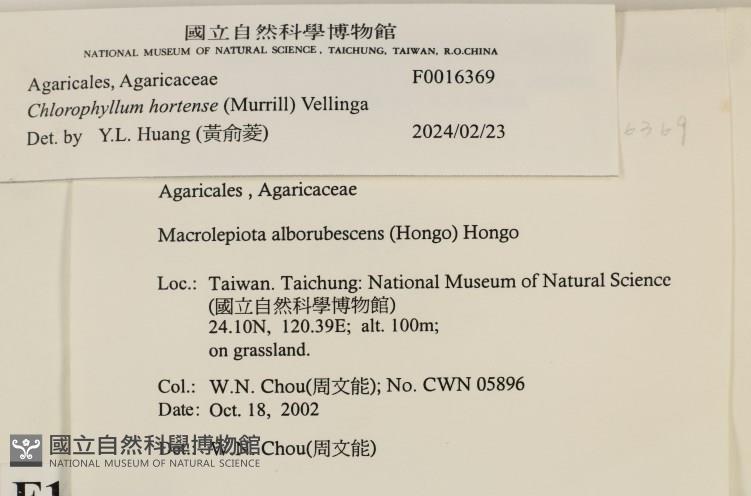 國立自然科學博物館
NATIONAL MUSEUM OF NATURAL SCIENCE, TAICHUNG, TAIWAN, R.O.CHINA
Agaricales, Agaricaceae F0016369
Chlorophyllum hortense (Murrill) Vellinga
Det. by Y.L. Huang (黃俞菱) 2024/02/23
6369
Agaricales , Agaricaceae
Macrolepiota alborubescens (Hongo) Hongo
Loc.: Taiwan. Taichung: National Museum of Natural Science
(國立自然科學博物館)
24.10N, 120.39E; alt. 100m;
on grassland.
Col.: W.N. Chou(周文能); No. CWN 05896
Date: Oct. 18, 2002
Det.: W.N. Chou(周文能)
國立自然科學博物館
NATIONAL MUSEUM OF NATURAL SCIENCE